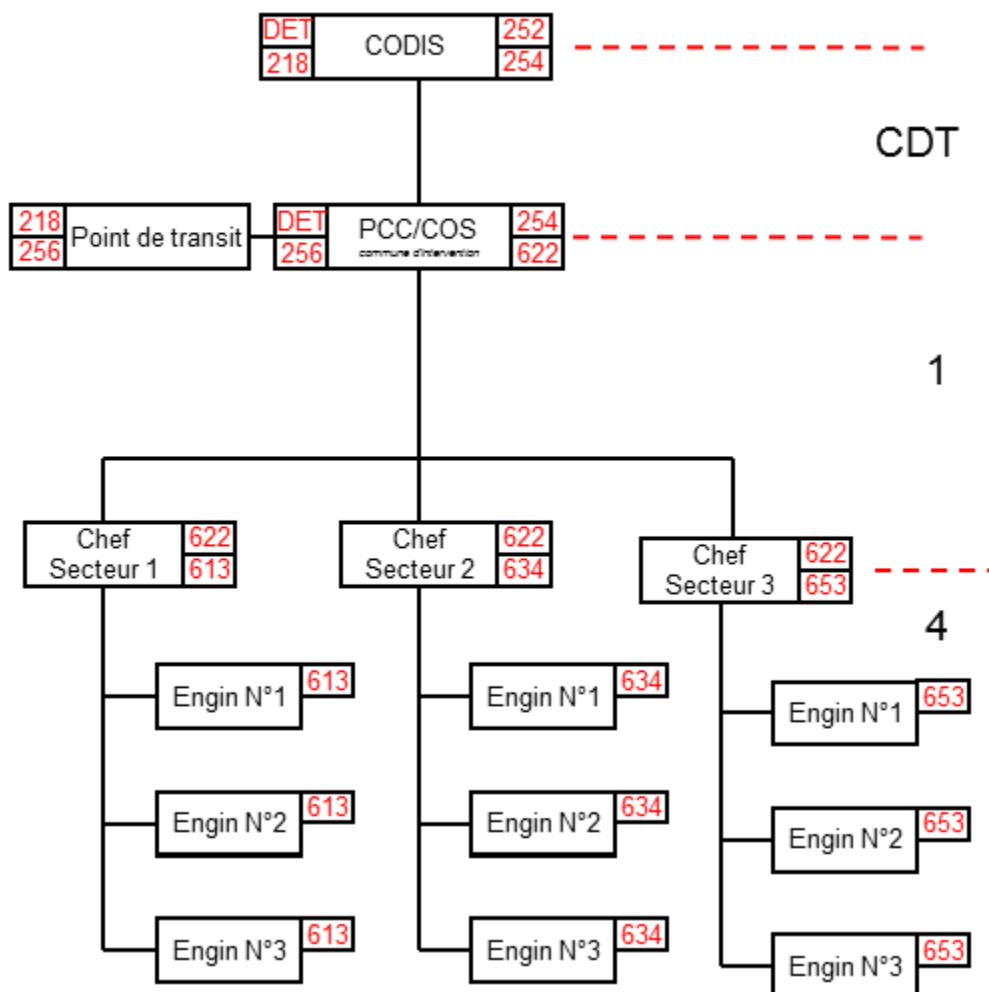 DET CODIS 252
218 254
CDT
218 Point de transit DET PCC/COS 254
256 256 commune d'intervention 622
1
Chef 622
Secteur 1 613
Chef 622
Secteur 2 634
Chef 622
Secteur 3 653
4
Engin N°1 613
Engin N°1 634
Engin N°1 653
Engin N°2 613
Engin N°2 634
Engin N°2 653
Engin N°3 613
Engin N°3 634
Engin N°3 653